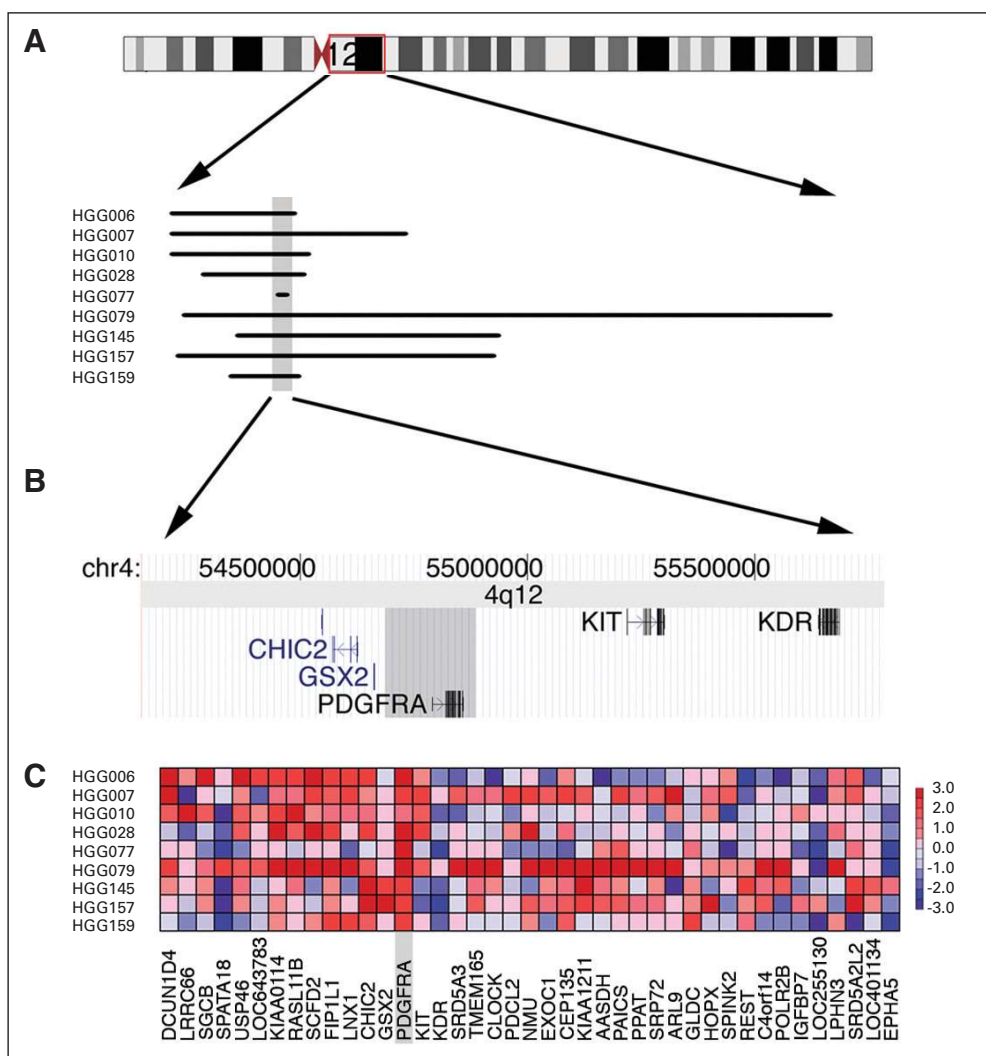 A
12
HGG006
HGG007
HGG010
HGG028
HGG077
HGG079
HGG145
HGG157
HGG159
B
chr4: 54500000 55000000 55500000
4q12
KIT KDR
CHIC2
GSX2
PDGFRA
C
HGG006
HGG007
HGG010
HGG028
HGG077
HGG079
HGG145
HGG157
HGG159
3.0
2.0
1.0
0.0
-1.0
-2.0
-3.0
DCUN1D4
LRRC66
SGCB
SPATA18
USP46
LOC643783
KIAA0114
RASL11B
SCFD2
FIP1L1
LNX1
CHIC2
GSX2
PDGFRA
KIT
KDR
SRD5A3
TMEM165
CLOCK
PDCL2
NMU
EXOC1
CEP135
KIAA1211
AASDH
PAICS
PPAT
SRP72
ARL9
GLDC
HOPX
SPINK2
REST
C4orf14
POLR2B
IGFBP7
LOC255130
LPHN3
SRD5A2L2
LOC401134
EPHA5